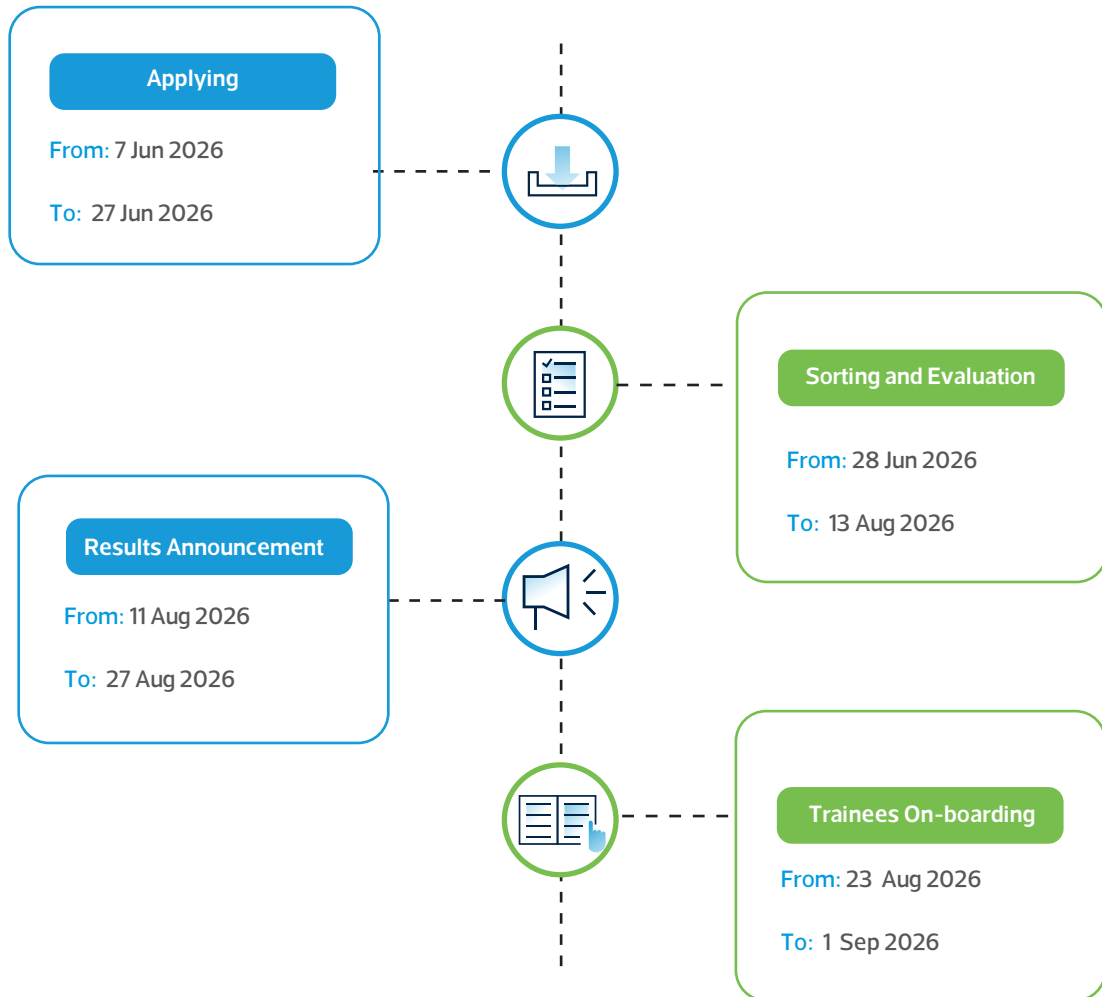 Applying
From: 7 Jun 2026
To: 27 Jun 2026
Sorting and Evaluation
From: 28 Jun 2026
To: 13 Aug 2026
Results Announcement
From: 11 Aug 2026
To: 27 Aug 2026
Trainees On-boarding
From: 23 Aug 2026
To: 1 Sep 2026